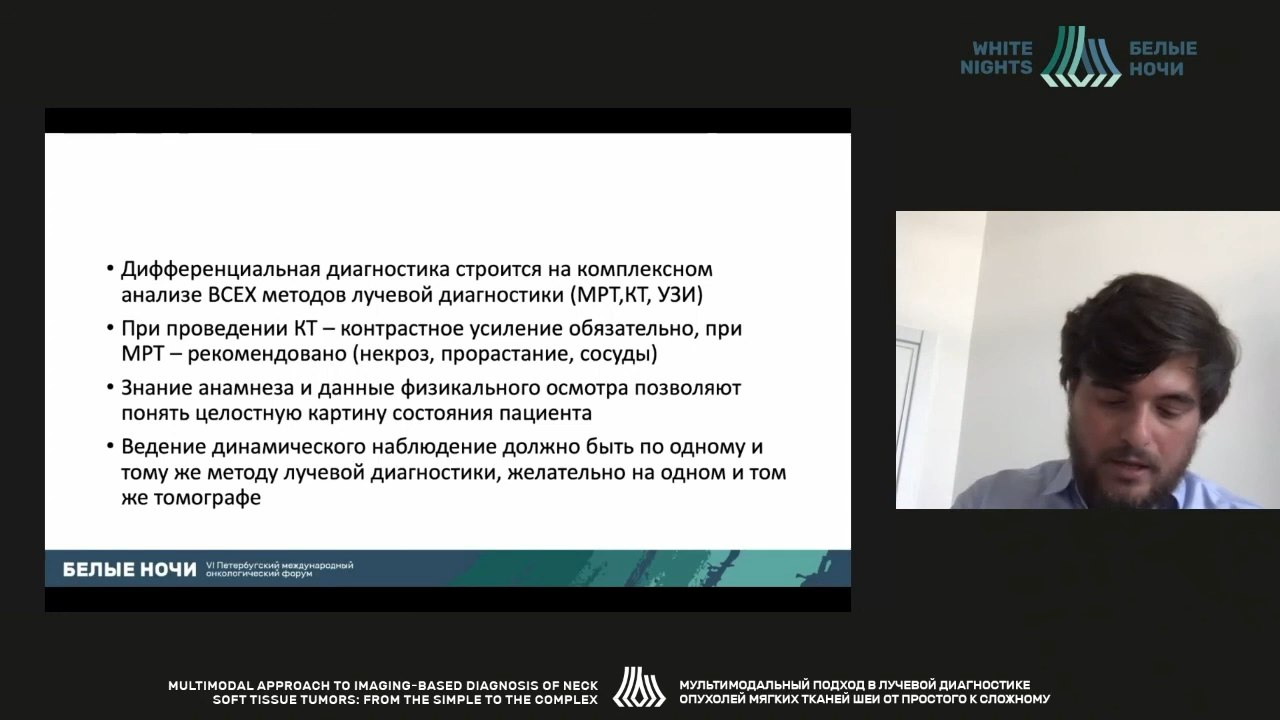 WHITE
NIGHTS
БЕЛЫЕ
НОЧИ
• Дифференциальная диагностика строится на комплексном
анализе ВСЕХ методов лучевой диагностики (МРТ,КТ, УЗИ)
• При проведении КТ – контрастное усиление обязательно, при
МРТ – рекомендовано (некроз, прорастание, сосуды)
• Знание анамнеза и данные физикального осмотра позволяют
понять целостную картину состояния пациента
• Ведение динамического наблюдение должно быть по одному и
тому же методу лучевой диагностики, желательно на одном и том
же томографе
БЕЛЫЕ НОЧИ
VI Петербугский международный
онкологический форум
MULTIMODAL APPROACH TO IMAGING-BASED DIAGNOSIS OF NECK
SOFT TISSUE TUMORS: FROM THE SIMPLE TO THE COMPLEX
МУЛЬТИМОДАЛЬНЫЙ ПОДХОД В ЛУЧЕВОЙ ДИАГНОСТИКЕ
ОПУХОЛЕЙ МЯГКИХ ТКАНЕЙ ШЕИ ОТ ПРОСТОГО К СЛОЖНОМУ